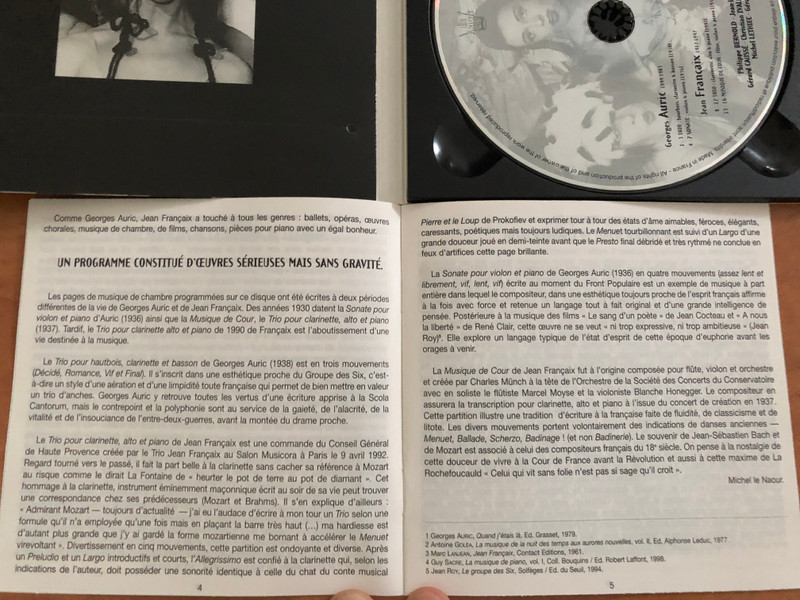 Georges Auric (1899-1983)
Jean Françaix 1912-1997
Philippe BERNOLD
Michel LETHIEC
Made in France - All rights of the production and of the owner of the work reproduced reserved
Comme Georges Auric, Jean Françaix a touché à tous les genres : ballets, opéras, œuvres
chorales, musique de chambre, de films, chansons, pièces pour piano avec un égal bonheur.
UN PROGRAMME CONSTITUÉ D'ŒUVRES SÉRIEUSES MAIS SANS GRAVITÉ.
Les pages de musique de chambre programmées sur ce disque ont été écrites à deux périodes
différentes de la vie de Georges Auric et de Jean Françaix. Des années 1930 datent la Sonate pour
violon et piano d'Auric (1936) ainsi que la Musique de Cour, le Trio pour clarinette, alto et piano
(1937). Tardif, le Trio pour clarinette alto et piano de 1990 de Françaix est l'aboutissement d'une
vie destinée à la musique.
Le Trio pour hautbois, clarinette et basson de Georges Auric (1938) est en trois mouvements
(Décidé, Romance, Vif et Final). Il s'inscrit dans une esthétique proche du Groupe des Six, c'est-
à-dire un style d'une aération et d'une limpidité toute française qui permet de bien mettre en valeur
un trio d'anches. Georges Auric y retrouve toutes les vertus d'une écriture apprise à la Scola
Cantorum, mais le contrepoint et la polyphonie sont au service de la gaieté, de l'alacrité, de la
vitalité et de l'insouciance de l'entre-deux-guerres, avant la montée du drame proche.
Le Trio pour clarinette, alto et piano de Jean Françaix est une commande du Conseil Général
de Haute Provence créée par le Trio Jean Françaix au Salon Musicora à Paris le 9 avril 1992.
Regard tourné vers le passé, il fait la part belle à la clarinette sans cacher sa référence à Mozart
au risque comme le dirait La Fontaine de « heurter le pot de terre au pot de diamant ». Cet
hommage à la clarinette, instrument éminemment maçonnique écrit au soir de sa vie peut trouver
une correspondance chez ses prédécesseurs (Mozart et Brahms). Il s'en explique d'ailleurs :
« Admirant Mozart — toujours d'actualité — j'ai eu l'audace d'écrire à mon tour un Trio selon une
formule qu'il n'a employée qu'une fois mais en plaçant la barre très haut (...) ma hardiesse est
d'autant plus grande que j'y ai gardé la forme mozartienne me bornant à accélérer le Menuet
virevoltant ». Divertissement en cinq mouvements, cette partition est ondoyante et diverse. Après
un Preludio et un Largo introductifs et courts, l'Allegrissimo est confié à la clarinette qui, selon les
indications de l'auteur, doit posséder une sonorité identique à celle du chat du conte musical
4
Pierre et le Loup de Prokofiev et exprimer tour à tour des états d'âme aimables, féroces, élégants,
caressants, poétiques mais toujours ludiques. Le Menuet tourbillonnant est suivi d'un Largo d'une
grande douceur joué en demi-teinte avant que le Presto final débridé et très rythmé ne conclue en
feux d'artifices cette page brillante.
La Sonate pour violon et piano de Georges Auric (1936) en quatre mouvements (assez lent et
librement, vif, lent, vif) écrite au moment du Front Populaire est un exemple de musique à part
entière dans lequel le compositeur, dans une esthétique toujours proche de l'esprit français affirme
à la fois avec force et retenue un langage tout à fait original et d'une grande intelligence de
pensée. Postérieure à la musique des films « Le sang d'un poète » de Jean Cocteau et « A nous
la liberté » de René Clair, cette œuvre ne se veut « ni trop expressive, ni trop ambitieuse » (Jean
Roy)⁵. Elle explore un langage typique de l'état d'esprit de cette époque d'euphorie avant les
orages à venir.
La Musique de Cour de Jean Françaix fut à l'origine composée pour flûte, violon et orchestre
et créée par Charles Münch à la tête de l'Orchestre de la Société des Concerts du Conservatoire
avec en soliste le flûtiste Marcel Moyse et la violoniste Blanche Honegger. Le compositeur en
assurera la transcription pour clarinette, alto et piano à l'issue du concert de création en 1937.
Cette partition illustre une tradition d'écriture à la française faite de fluidité, de classicisme et de
litote. Les divers mouvements portent volontairement des indications de danses anciennes —
Menuet, Ballade, Scherzo, Badinage ! (et non Badinerie). Le souvenir de Jean-Sébastien Bach et
de Mozart est associé à celui des compositeurs français du 18ᵉ siècle. On pense à la nostalgie de
cette douceur de vivre à la Cour de France avant la Révolution et aussi à cette maxime de La
Rochefoucauld « Celui qui vit sans folie n'est pas si sage qu'il croit ».
Michel le Naour.
1 Georges AURIC, Quand j'étais là, Ed. Grasset, 1979.
2 Antoine GOLEA, La musique de la nuit des temps aux aurores nouvelles, vol. II, Ed. Alphonse Leduc, 1977.
3 Marc LANJEAN, Jean Françaix, Contact Editions, 1961.
4 Guy SACRE, La musique de piano, vol. I, Coll. Bouquins / Ed. Robert Laffont, 1998.
5 Jean ROY, Le groupe des Six, Solfèges / Ed. du Seuil, 1994.
5